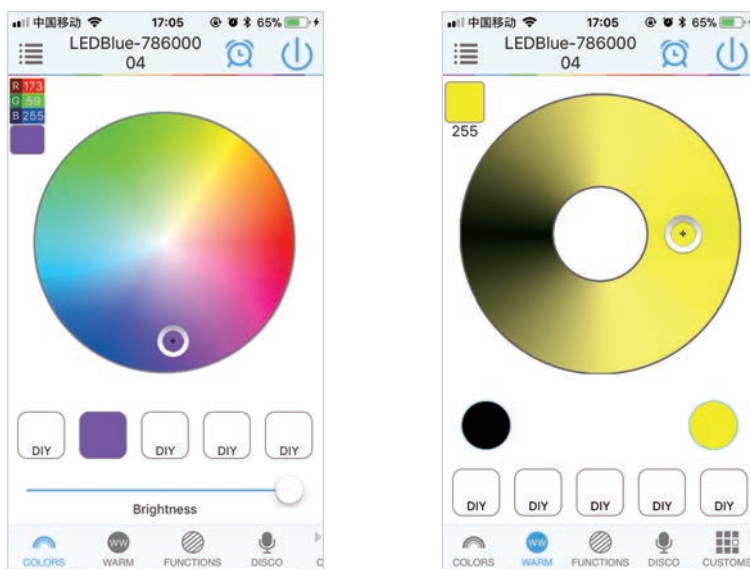 中国移动 17:05 65%
LEDBlue-786000
04
R 173
G 59
B 255
DIY DIY DIY DIY
Brightness
COLORS WARM FUNCTIONS DISCO C
中国移动 17:05 65%
LEDBlue-786000
04
255
DIY DIY DIY DIY DIY
WW
COLORS WARM FUNCTIONS DISCO CUSTOMS